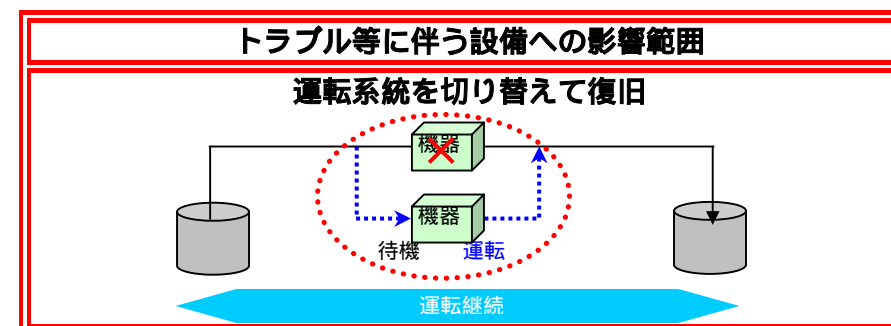 トラブル等に伴う設備への影響範囲
運転系統を切り替えて復旧
機器
機器
待機 運転
運転継続